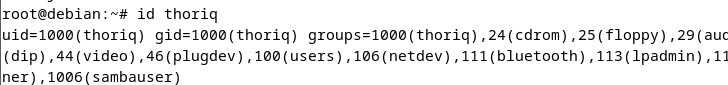 root@debian:~# id thoriq
uid=1000(thoriq) gid=1000(thoriq) groups=1000(thoriq),24(cdrom),25(floppy),29(aud
(dip),44(video),46(plugdev),100(users),106(netdev),111(bluetooth),113(lpadmin),11
ner),1006(sambauser)